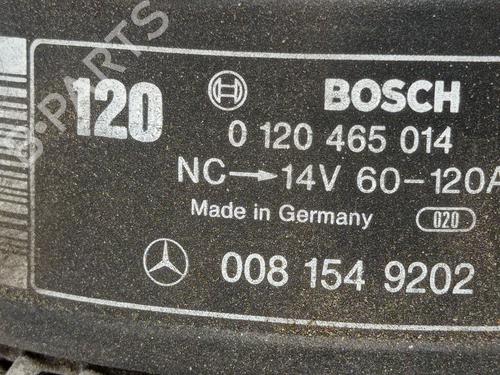 120 BOSCH
0 120 465 014
NC→14V 60-120A
Made in Germany 020
008 154 9202
B-PARTS